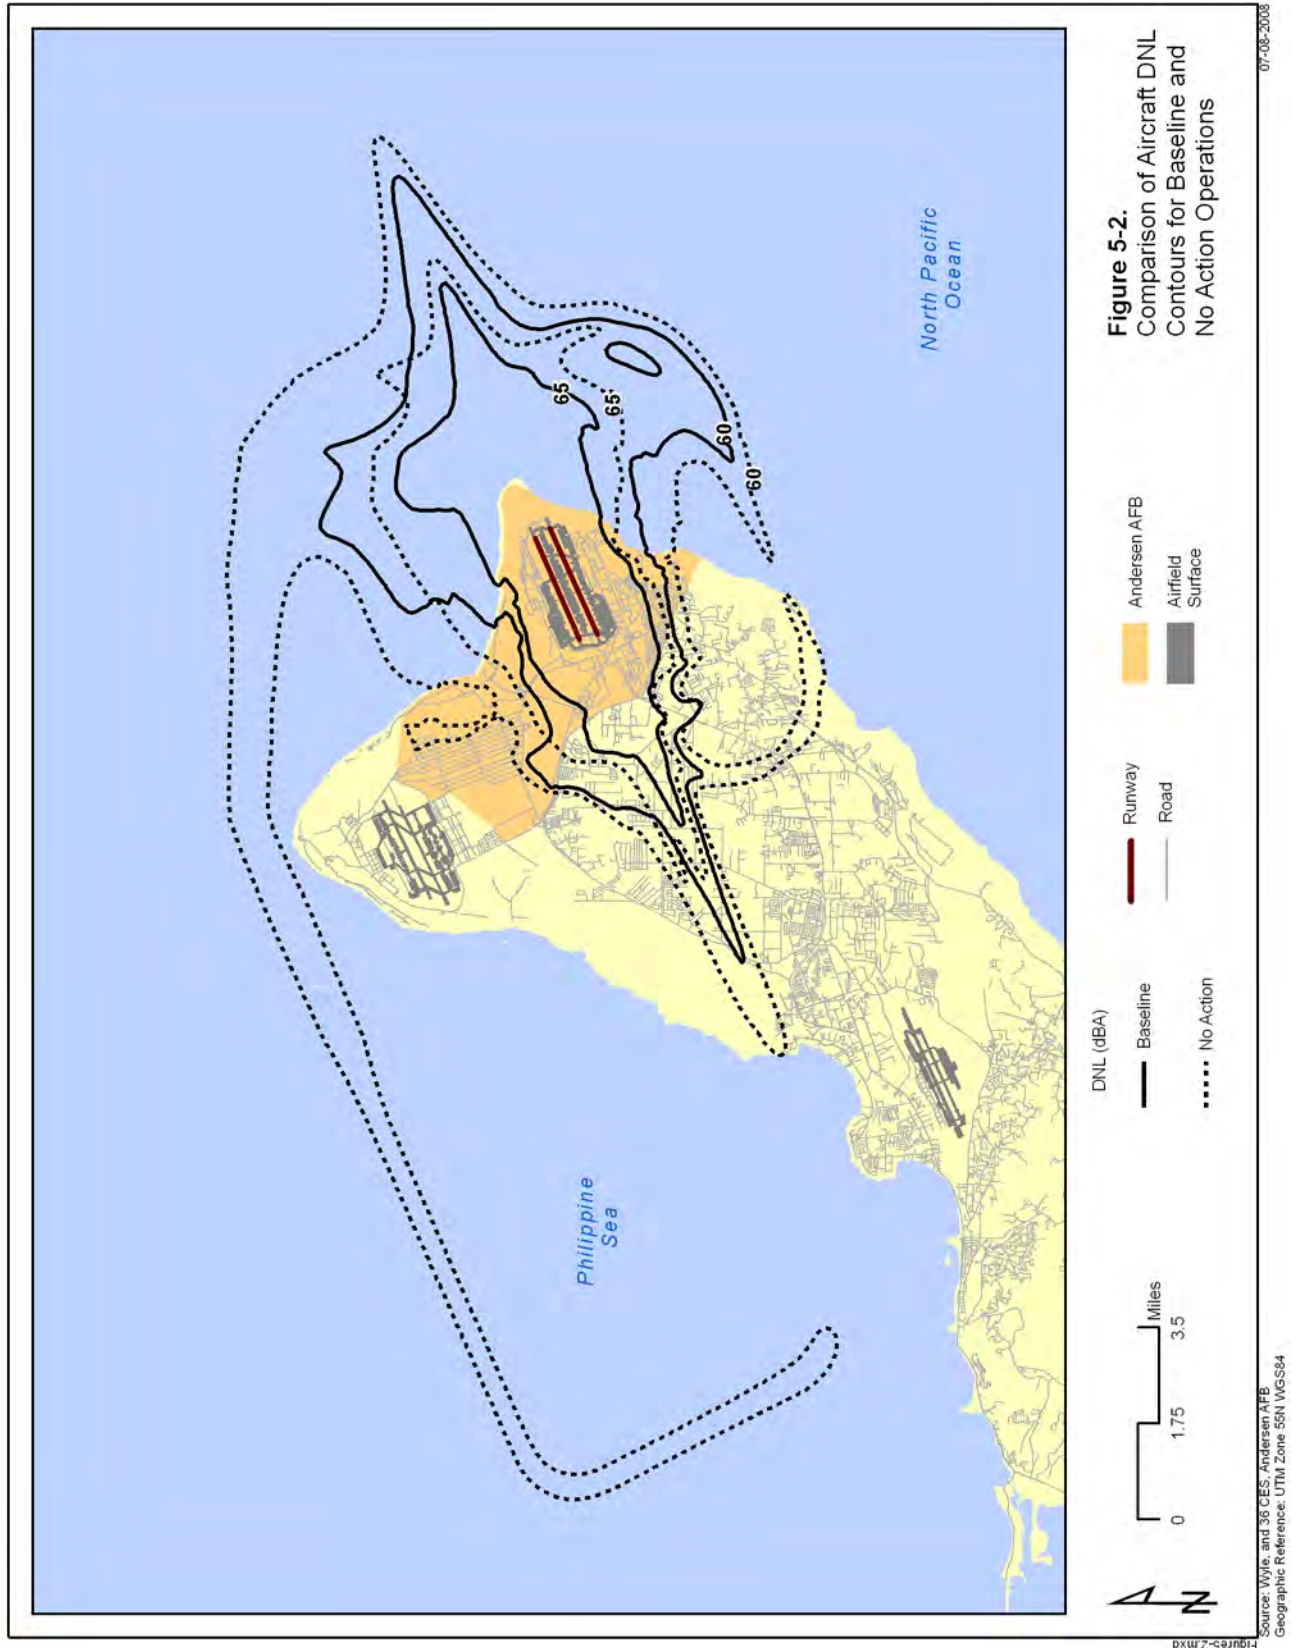 65
65
60
60
North Pacific
Ocean
Philippine
Sea
0
1.75
3.5
Miles
DNL (dBA)
Baseline
No Action
Runway
Road
Andersen AFB
Airfield
Surface
Figure 5-2.
Comparison of Aircraft DNL
Contours for Baseline and
No Action Operations
N
Source: Wyle, and 36 CES, Andersen AFB
Geographic Reference: UTM Zone 55N WGS84
07-08-2008
Figure5-2.mxd